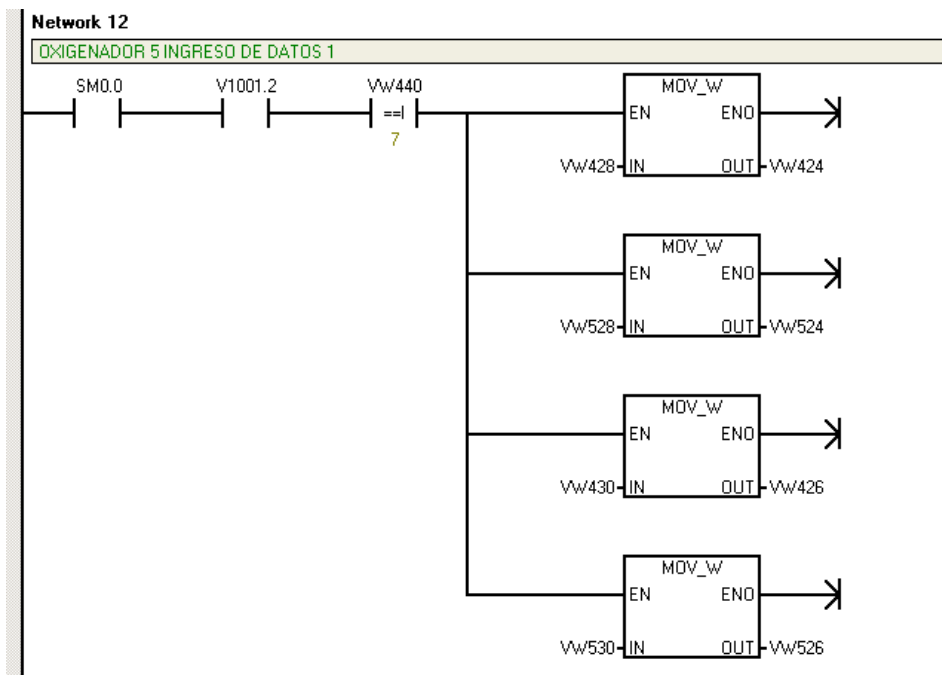 Network 12
OXIGENADOR 5 INGRESO DE DATOS 1
SM0.0 V1001.2 VW440
==I
7
MOV_W
EN ENO
VW428 IN OUT VW424
MOV_W
EN ENO
VW528 IN OUT VW524
MOV_W
EN ENO
VW430 IN OUT VW426
MOV_W
EN ENO
VW530 IN OUT VW526